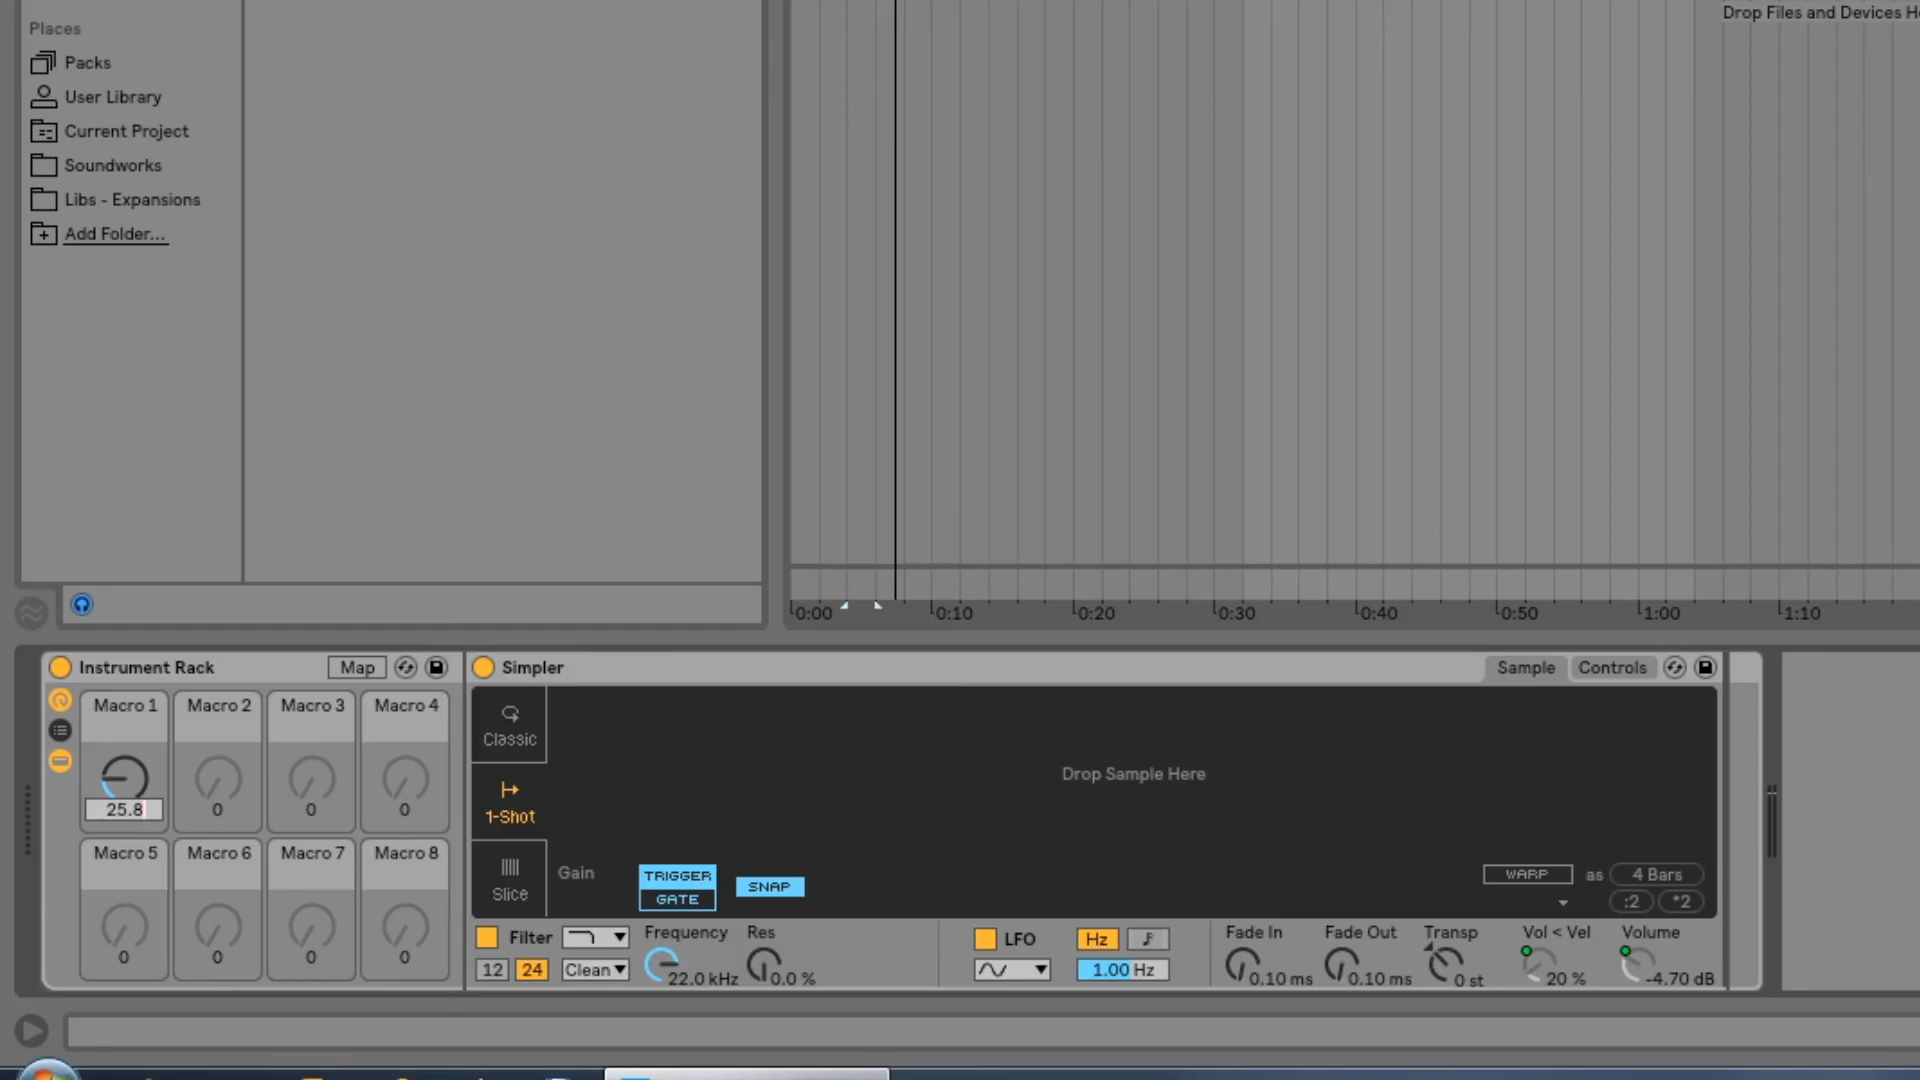 Drop Files and Devices H
Places
Packs
User Library
Current Project
Soundworks
Libs - Expansions
Add Folder...
0:00 0:10 0:20 0:30 0:40 0:50 1:00 1:10
Instrument Rack Map
Macro 1 Macro 2 Macro 3 Macro 4
25.8 0 0 0
Macro 5 Macro 6 Macro 7 Macro 8
0 0 0 0
Simpler Sample Controls
Classic
1-Shot
Slice
Drop Sample Here
Gain TRIGGER SNAP WARP as 4 Bars
GATE :2 *2
Filter Frequency Res LFO Hz Fade In Fade Out Transp Vol < Vel Volume
12 24 Clean 22.0 kHz 0.0 % 1.00 Hz 0.10 ms 0.10 ms 0 st 20 % -4.70 dB